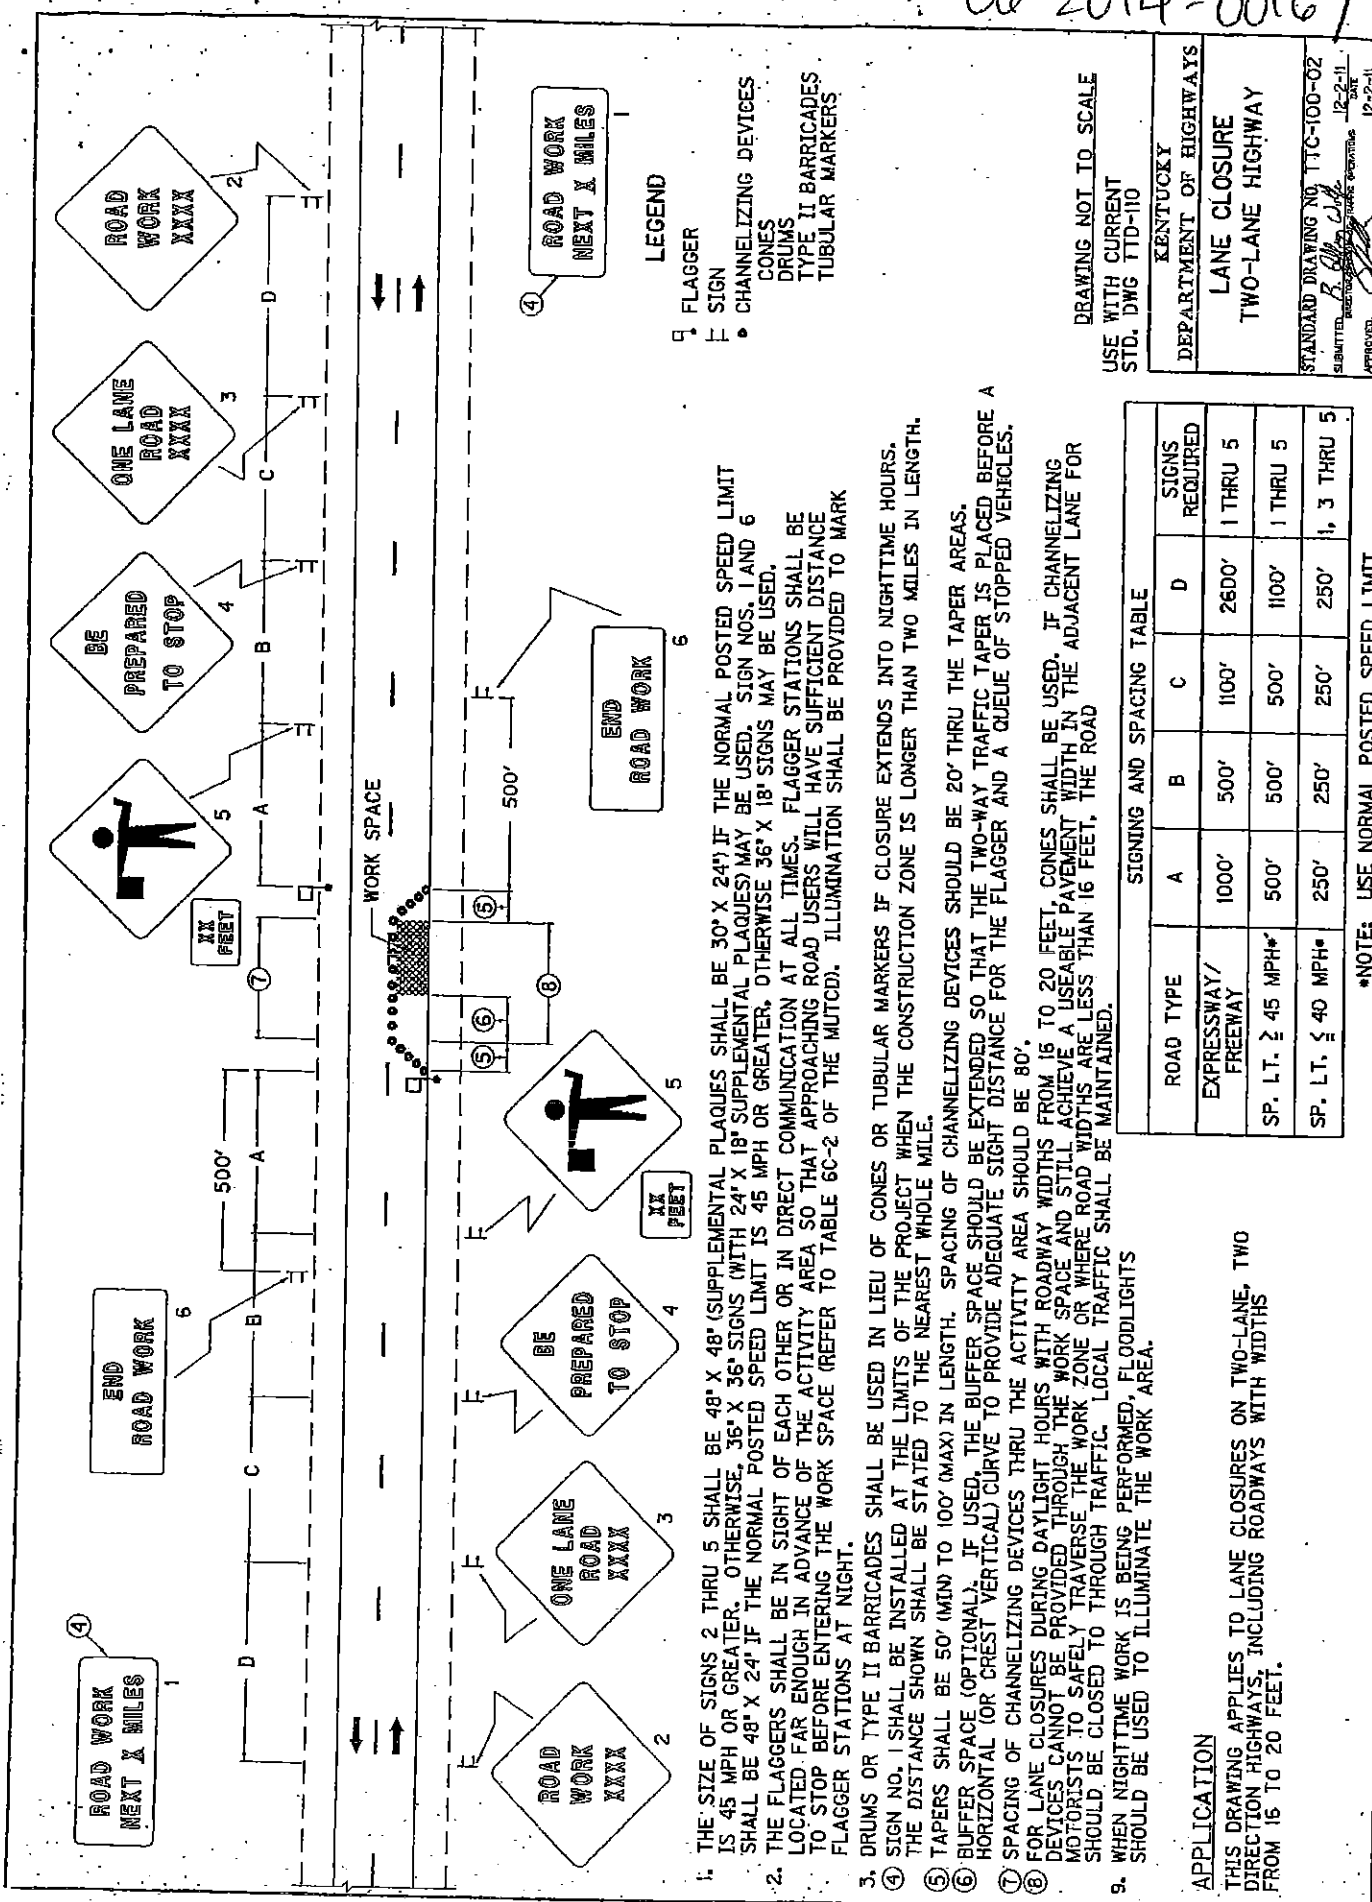 2014-00167
ROAD WORK
NEXT X MILES
1
4
END
ROAD WORK
6
XX
FEET
5
BE
PREPARED
TO STOP
4
ONE LANE
ROAD
XXXX
3
ROAD
WORK
XXXX
2
D
C
B
A
500'
7
A
B
C
D
WORK SPACE
5
6
5
8
500'
ROAD
WORK
XXXX
2
ONE LANE
ROAD
XXXX
3
BE
PREPARED
TO STOP
4
XX
FEET
5
END
ROAD WORK
6
4
ROAD WORK
NEXT X MILES
1
LEGEND
FLAGGER
SIGN
CHANNELIZING DEVICES
CONES
DRUMS
TYPE II BARRICADES
TUBULAR MARKERS
1. THE SIZE OF SIGNS 2 THRU 5 SHALL BE 48" X 48" (SUPPLEMENTAL PLAQUES SHALL BE 30" X 24") IF THE NORMAL POSTED SPEED LIMIT
IS 45 MPH OR GREATER. OTHERWISE, 36" X 36" SIGNS (WITH 24" X 18" SUPPLEMENTAL PLAQUES) MAY BE USED. SIGN NOS. 1 AND 6
SHALL BE 48" X 24" IF THE NORMAL POSTED SPEED LIMIT IS 45 MPH OR GREATER, OTHERWISE 36" X 18" SIGNS MAY BE USED.
2. THE FLAGGERS SHALL BE IN SIGHT OF EACH OTHER OR IN DIRECT COMMUNICATION AT ALL TIMES. FLAGGER STATIONS SHALL BE
LOCATED FAR ENOUGH IN ADVANCE OF THE ACTIVITY AREA SO THAT APPROACHING ROAD USERS WILL HAVE SUFFICIENT DISTANCE
TO STOP BEFORE ENTERING THE WORK SPACE (REFER TO TABLE 6C-2 OF THE MUTCD). ILLUMINATION SHALL BE PROVIDED TO MARK
FLAGGER STATIONS AT NIGHT.
3. DRUMS OR TYPE II BARRICADES SHALL BE USED IN LIEU OF CONES OR TUBULAR MARKERS IF CLOSURE EXTENDS INTO NIGHTTIME HOURS.
4 SIGN NO. 1 SHALL BE INSTALLED AT THE LIMITS OF THE PROJECT WHEN THE CONSTRUCTION ZONE IS LONGER THAN TWO MILES IN LENGTH.
THE DISTANCE SHOWN SHALL BE STATED TO THE NEAREST WHOLE MILE.
5 TAPERS SHALL BE 50' (MIN) TO 100' (MAX) IN LENGTH. SPACING OF CHANNELIZING DEVICES SHOULD BE 20' THRU THE TAPER AREAS.
6 BUFFER SPACE (OPTIONAL). IF USED, THE BUFFER SPACE SHOULD BE EXTENDED SO THAT THE TWO-WAY TRAFFIC TAPER IS PLACED BEFORE A
HORIZONTAL (OR CREST VERTICAL) CURVE TO PROVIDE ADEQUATE SIGHT DISTANCE FOR THE FLAGGER AND A QUEUE OF STOPPED VEHICLES.
7 SPACING OF CHANNELIZING DEVICES THRU THE ACTIVITY AREA SHOULD BE 80'.
8 FOR LANE CLOSURES DURING DAYLIGHT HOURS WITH ROADWAY WIDTHS FROM 16 TO 20 FEET, CONES SHALL BE USED. IF CHANNELIZING
DEVICES CANNOT BE PROVIDED THROUGH THE WORK SPACE AND STILL ACHIEVE A USEABLE PAVEMENT WIDTH IN THE ADJACENT LANE FOR
MOTORISTS TO SAFELY TRAVERSE THE WORK ZONE OR WHERE ROAD WIDTHS ARE LESS THAN 16 FEET, THE ROAD
SHOULD BE CLOSED TO THROUGH TRAFFIC. LOCAL TRAFFIC SHALL BE MAINTAINED.
9. WHEN NIGHTTIME WORK IS BEING PERFORMED, FLOODLIGHTS
SHOULD BE USED TO ILLUMINATE THE WORK AREA.
APPLICATION
THIS DRAWING APPLIES TO LANE CLOSURES ON TWO-LANE, TWO
DIRECTION HIGHWAYS, INCLUDING ROADWAYS WITH WIDTHS
FROM 16 TO 20 FEET.
SIGNING AND SPACING TABLE
ROAD TYPE A B C D SIGNS REQUIRED
EXPRESSWAY/ FREEWAY 1000' 500' 1100' 2600' 1 THRU 5
SP. LT. ≥ 45 MPH* 500' 500' 500' 1100' 1 THRU 5
SP. LT. ≤ 40 MPH* 250' 250' 250' 250' 1, 3 THRU 5
*NOTE: USE NORMAL POSTED SPEED LIMIT
DRAWING NOT TO SCALE
USE WITH CURRENT
STD. DWG TTD-110
KENTUCKY
DEPARTMENT OF HIGHWAYS
LANE CLOSURE
TWO-LANE HIGHWAY
STANDARD DRAWING NO. TTC-100-02
SUBMITTED 12-2-11
DATE
APPROVED 12-2-11